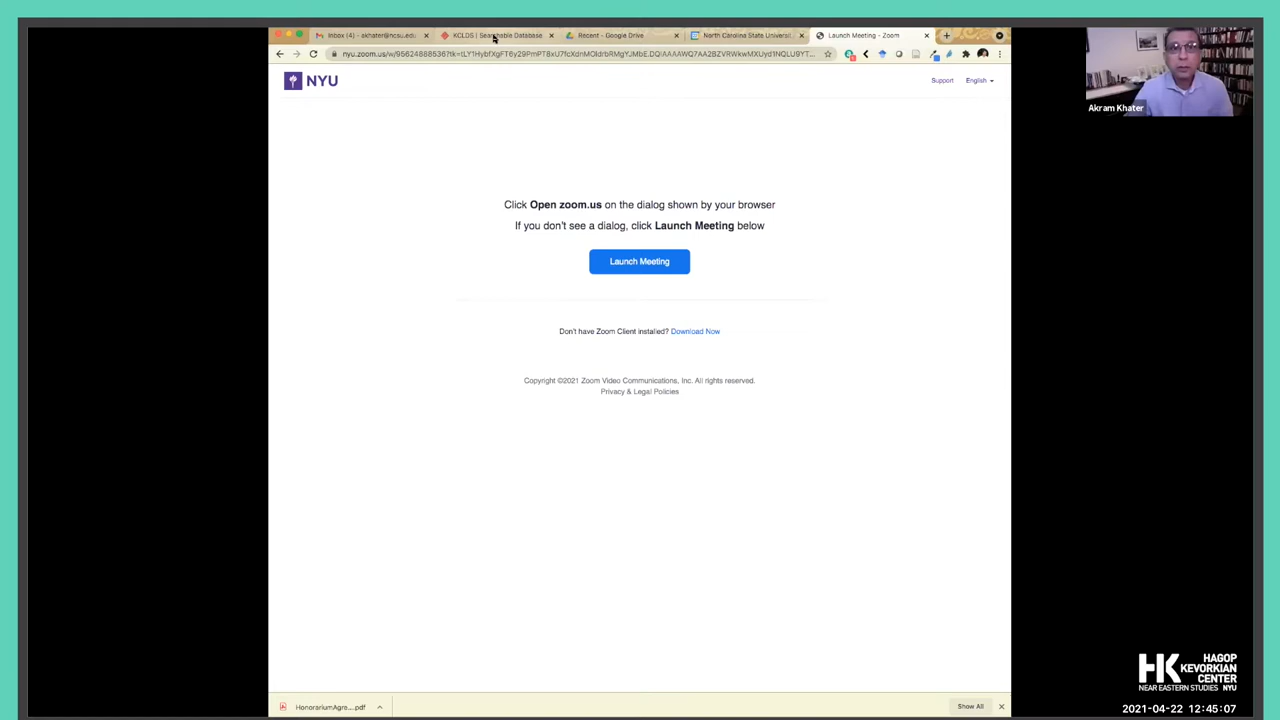 Inbox (4) - akhater@ncsu.edu
KCLDS | Searchable Database
Recent - Google Drive
North Carolina State Universi
Launch Meeting - Zoom
NYU
Support
English
Click Open zoom.us on the dialog shown by your browser
If you don't see a dialog, click Launch Meeting below
Launch Meeting
Don't have Zoom Client installed? Download Now
Copyright ©2021 Zoom Video Communications, Inc. All rights reserved.
Privacy & Legal Policies
HonorariumAgre....pdf
Show All
Akram Khater
HK
HAGOP
KEVORKIAN
CENTER
NEAR EASTERN STUDIES NYU
2021-04-22 12:45:07